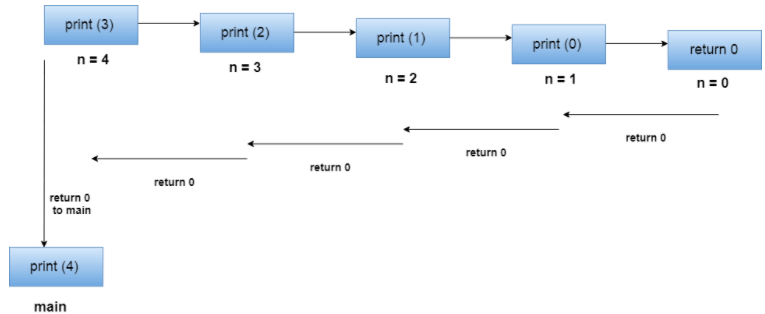 print (3)
print (2)
print (1)
print (0)
return 0
n = 4
n = 3
n = 2
n = 1
n = 0
return 0
return 0
return 0
return 0
return 0
to main
print (4)
main